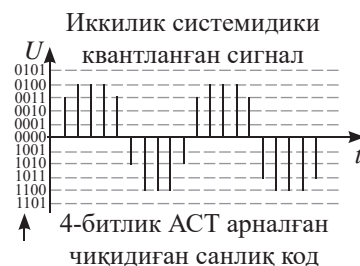 Иккилик системидики
квантланған сигнал
U
0101
0100
0011
0010
0001
0000
1001
1010
1011
1100
1101
t
4-битлик АСТ арналған
чиқидиған санлиқ код